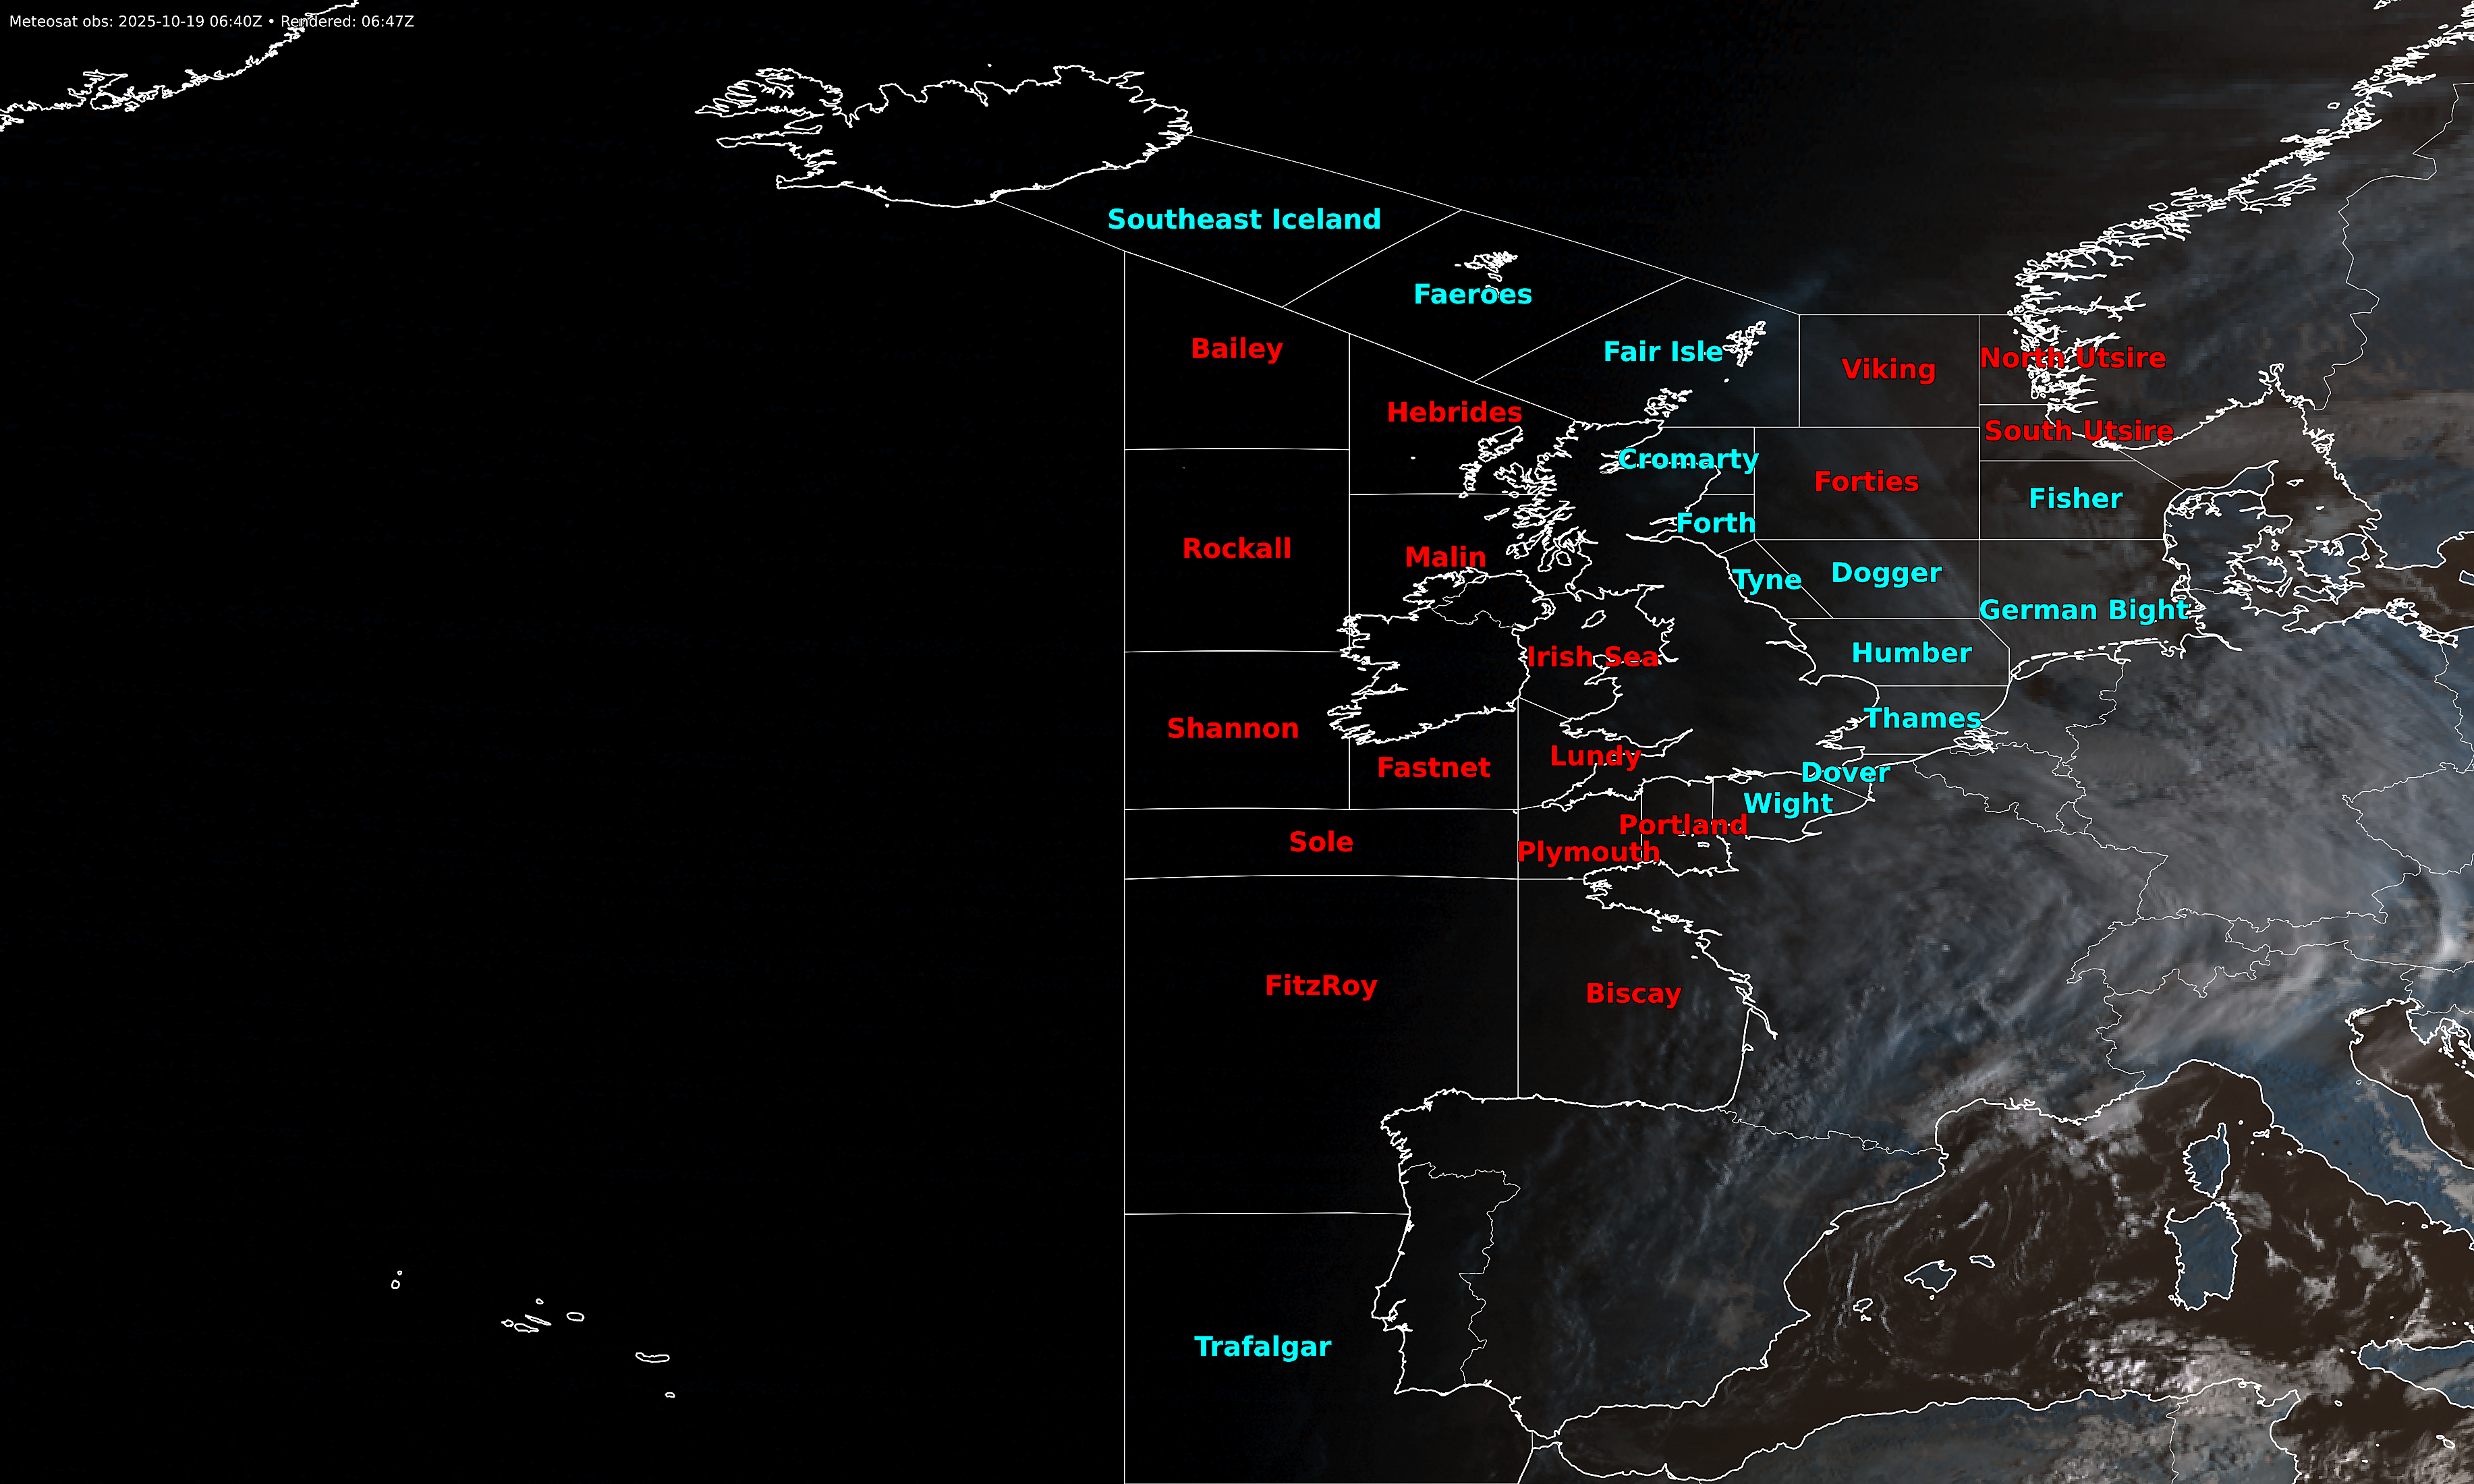 Meteosat obs: 2025-10-19 06:40Z • Rendered: 06:47Z
Southeast Iceland
Faeroes
Bailey
Fair Isle
North Utsire
Viking
Hebrides
South Utsire
Cromarty
Forties
Fisher
Forth
Rockall
Malin
Dogger
Tyne
German Bight
Humber
Irish Sea
Thames
Shannon
Lundy
Fastnet
Dover
Wight
Portland
Sole
Plymouth
FitzRoy
Biscay
Trafalgar